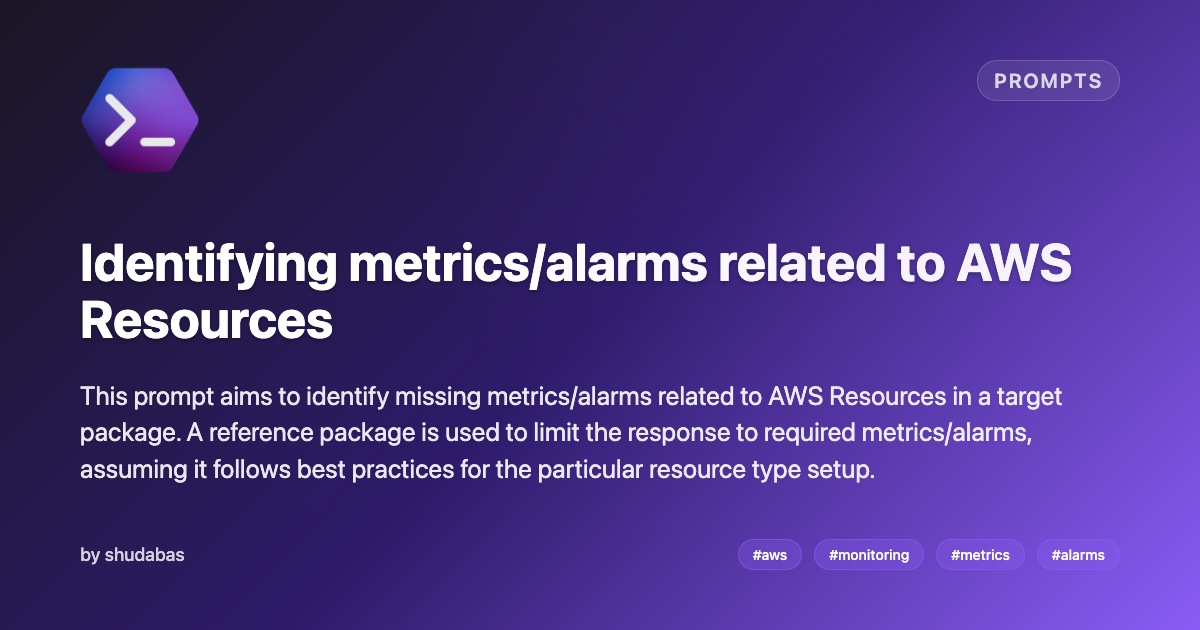 PROMPTS
Identifying metrics/alarms related to AWS
Resources
This prompt aims to identify missing metrics/alarms related to AWS Resources in a target
package. A reference package is used to limit the response to required metrics/alarms,
assuming it follows best practices for the particular resource type setup.
by shudabas
#aws
#monitoring
#metrics
#alarms